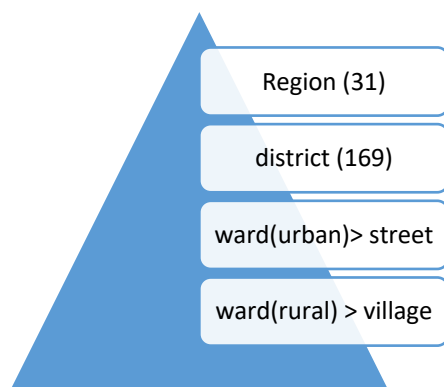 Region (31)
district (169)
ward(urban)> street
ward(rural) > village